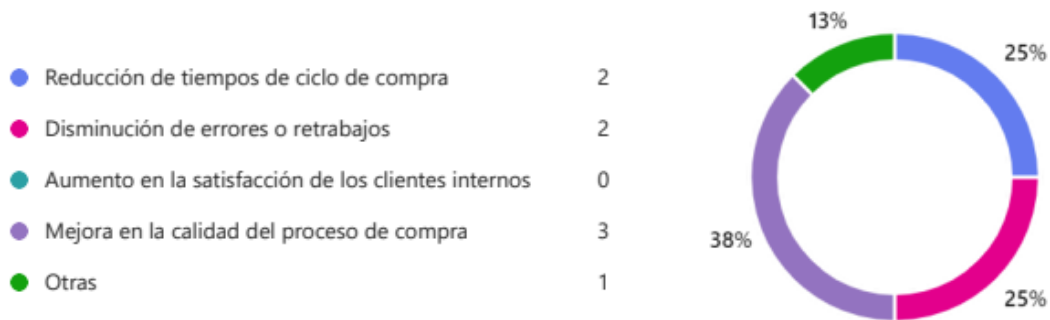 Reducción de tiempos de ciclo de compra 2
Disminución de errores o retrabajos 2
Aumento en la satisfacción de los clientes internos 0
Mejora en la calidad del proceso de compra 3
Otras 1
13%
25%
38%
25%